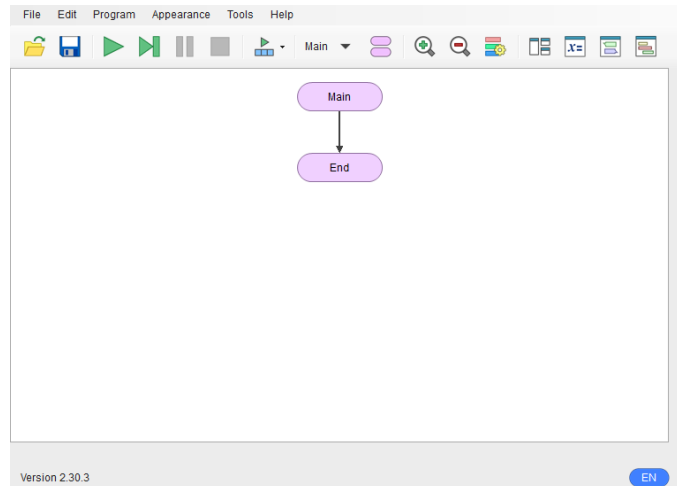 File Edit Program Appearance Tools Help
Main x=
Main
End
Version 2.30.3 EN